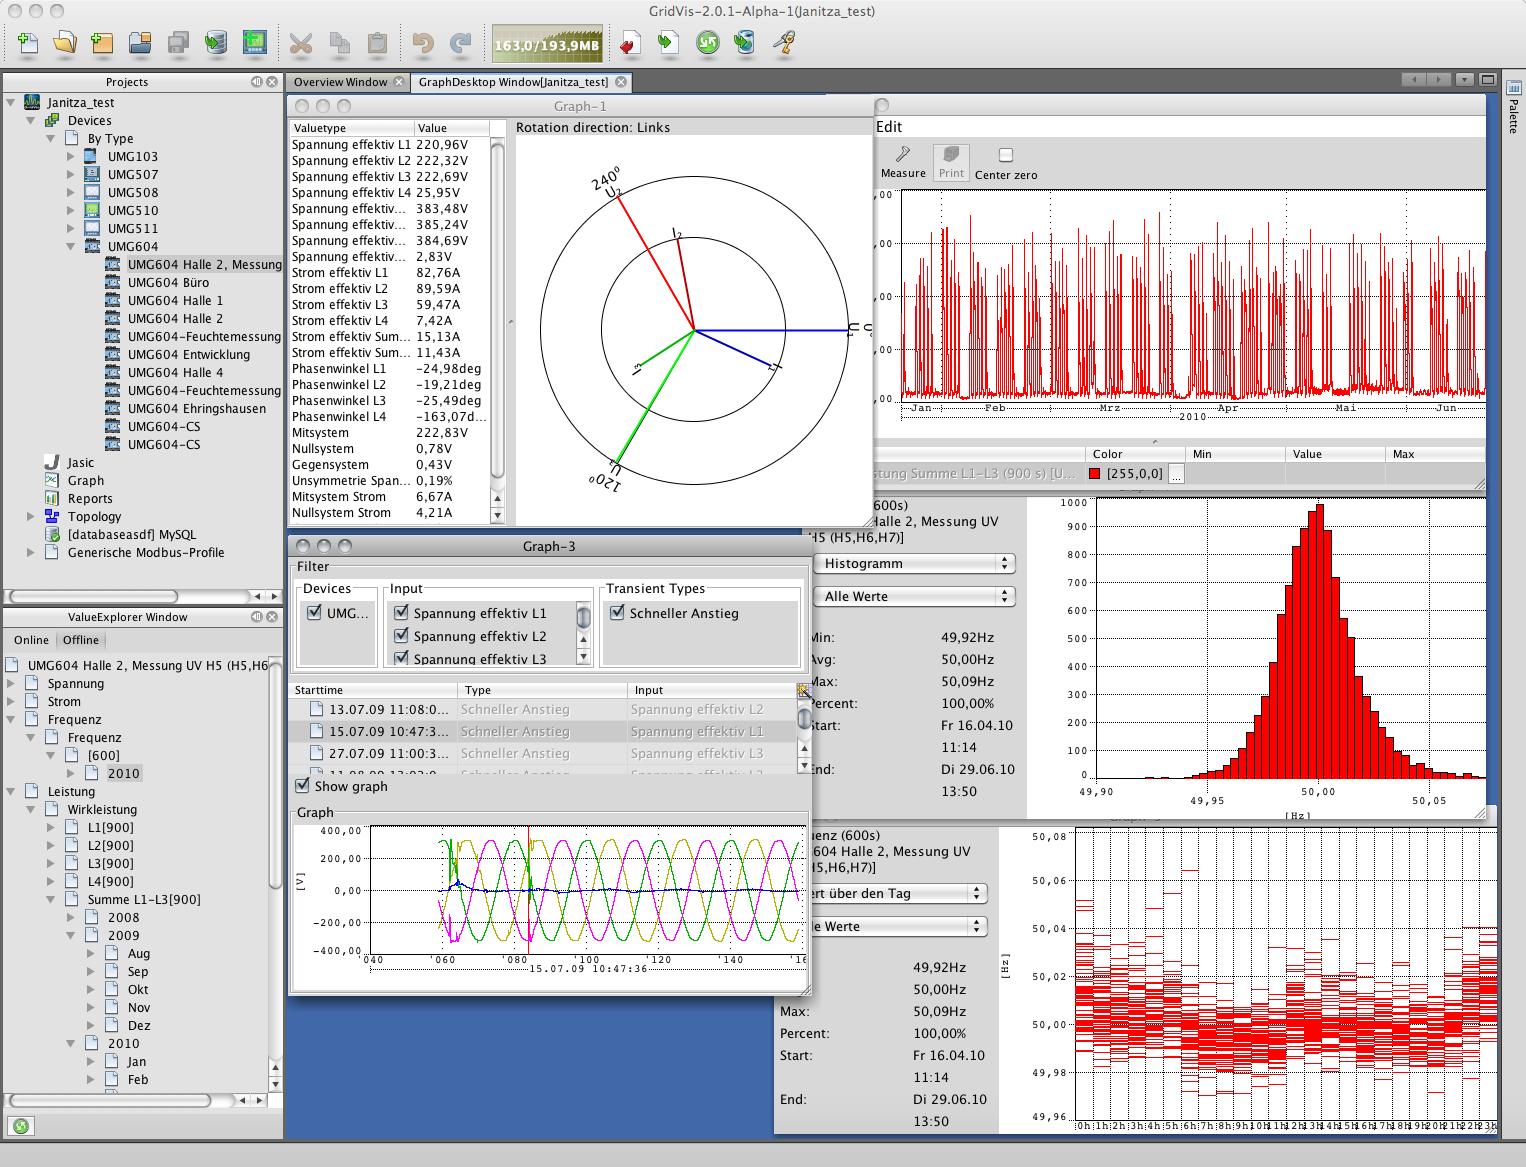 GridVis-2.0.1-Alpha-1(Janitza_test)
163,0/193,9MB
Projects
Janitza_test
Devices
By Type
UMG103
UMG507
UMG508
UMG510
UMG511
UMG604
UMG604 Halle 2, Messung
UMG604 Büro
UMG604 Halle 1
UMG604 Halle 2
UMG604-Feuchtemessung
UMG604 Entwicklung
UMG604 Halle 4
UMG604-Feuchtemessung
UMG604 Ehringshausen
UMG604-CS
UMG604-CS
Jasic
Graph
Reports
Topology
[databaseasdf] MySQL
Generische Modbus-Profile
ValueExplorer Window
Online Offline
UMG604 Halle 2, Messung UV H5 (H5,H6
Spannung
Strom
Frequenz
Frequenz
[600]
2010
Leistung
Wirkleistung
L1[900]
L2[900]
L3[900]
L4[900]
Summe L1-L3[900]
2008
2009
Aug
Sep
Okt
Nov
Dez
2010
Jan
Feb
Overview Window
GraphDesktop Window[Janitza_test]
Palette
Graph-1
Valuetype Value
Spannung effektiv L1 220,96V
Spannung effektiv L2 222,32V
Spannung effektiv L3 222,69V
Spannung effektiv L4 25,95V
Spannung effektiv... 383,48V
Spannung effektiv... 385,24V
Spannung effektiv... 384,69V
Spannung effektiv... 2,83V
Strom effektiv L1 82,76A
Strom effektiv L2 89,59A
Strom effektiv L3 59,47A
Strom effektiv L4 7,42A
Strom effektiv Sum... 15,13A
Strom effektiv Sum... 11,43A
Phasenwinkel L1 -24,98deg
Phasenwinkel L2 -19,21deg
Phasenwinkel L3 -25,49deg
Phasenwinkel L4 -163,07d...
Mitsystem 222,83V
Nullsystem 0,78V
Gegensystem 0,43V
Unsymmetrie Span... 0,19%
Mitsystem Strom 6,67A
Nullsystem Strom 4,21A
Rotation direction: Links
240°
U2
I2
U1
120°
Edit
Measure Print Center zero
Jan Feb Mrz Apr Mai Jun
2010
Color Min Value Max
stung Summe L1-L3 (900 s) [U... [255,0,0] ...
Graph-3
Filter
Devices
UMG...
Input
Spannung effektiv L1
Spannung effektiv L2
Spannung effektiv L3
Transient Types
Schneller Anstieg
Starttime Type Input
13.07.09 11:08:0... Schneller Anstieg Spannung effektiv L2
15.07.09 10:47:3... Schneller Anstieg Spannung effektiv L1
27.07.09 11:00:3... Schneller Anstieg Spannung effektiv L3
Show graph
Graph
400,00
200,00
0,00
-200,00
-400,00
[V]
'040 '060 '080 '100 '120 '140 '16
15.07.09 10:47:36
600s)
Halle 2, Messung UV
H5 (H5,H6,H7)]
Histogramm
Alle Werte
Min: 49,92Hz
Avg: 50,00Hz
Max: 50,09Hz
Percent: 100,00%
Start: Fr 16.04.10
11:14
End: Di 29.06.10
13:50
1000
900
800
700
600
500
400
300
200
100
0
49,90 49,95 50,00 50,05
[Hz]
uenz (600s)
604 Halle 2, Messung UV
H5,H6,H7)]
ert über den Tag
le Werte
49,92Hz
50,00Hz
Max: 50,09Hz
Percent: 100,00%
Start: Fr 16.04.10
11:14
End: Di 29.06.10
13:50
50,08
50,06
50,04
50,02
50,00
49,98
49,96
[Hz]
0h 1h 2h 3h 4h 5h 6h 7h 8h 9h 10h 11h 12h 13h 14h 15h 16h 17h 18h 19h 20h 21h 22h 23h